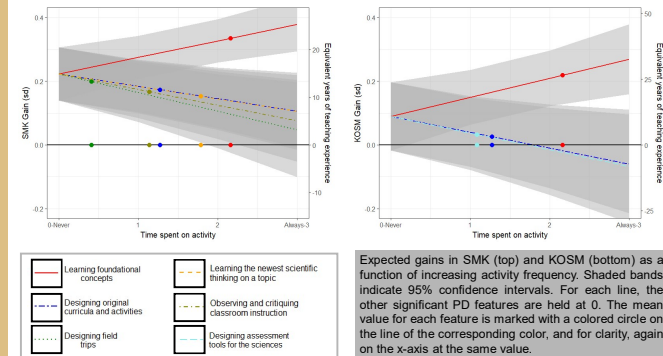 0.4
0.2
0.0
-0.2
SMK Gain (sd)
20
10
0
-10
Equivalent years of teaching experience
0-Never
1
2
Always-3
Time spent on activity
0.4
0.2
0.0
-0.2
KOSM Gain (sd)
50
25
0
-25
Equivalent years of teaching experience
0-Never
1
2
Always-3
Time spent on activity
Learning foundational
concepts
Learning the newest scientific
thinking on a topic
Designing original
curricula and activities
Observing and critiquing
classroom instruction
Designing field
trips
Designing assessment
tools for the sciences
Expected gains in SMK (top) and KOSM (bottom) as a
function of increasing activity frequency. Shaded bands
indicate 95% confidence intervals. For each line, the
other significant PD features are held at 0. The mean
value for each feature is marked with a colored circle on
the line of the corresponding color, and for clarity, again
on the x-axis at the same value.